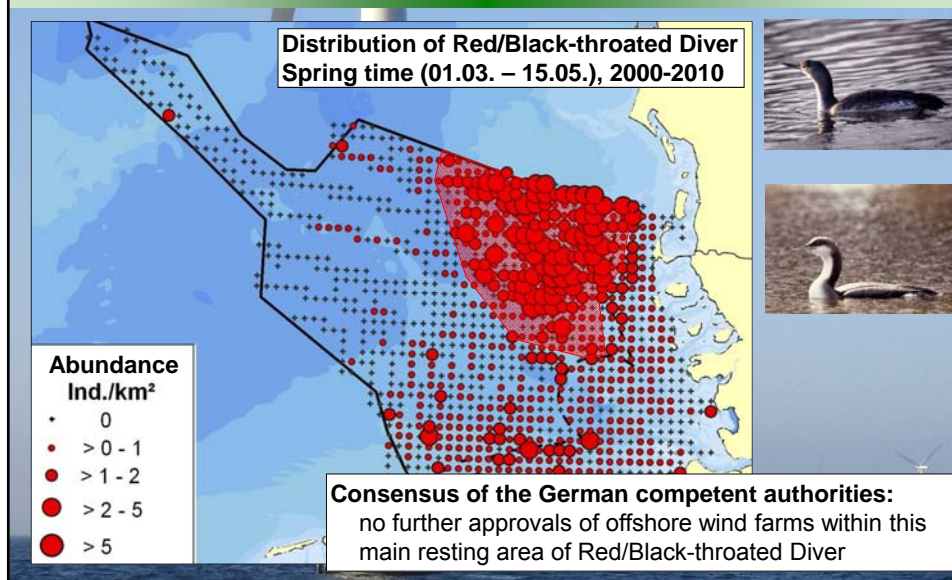 Distribution of Red/Black-throated Diver
Spring time (01.03. – 15.05.), 2000-2010
Abundance
Ind./km²
0
> 0 - 1
> 1 - 2
> 2 - 5
> 5
Consensus of the German competent authorities:
no further approvals of offshore wind farms within this
main resting area of Red/Black-throated Diver